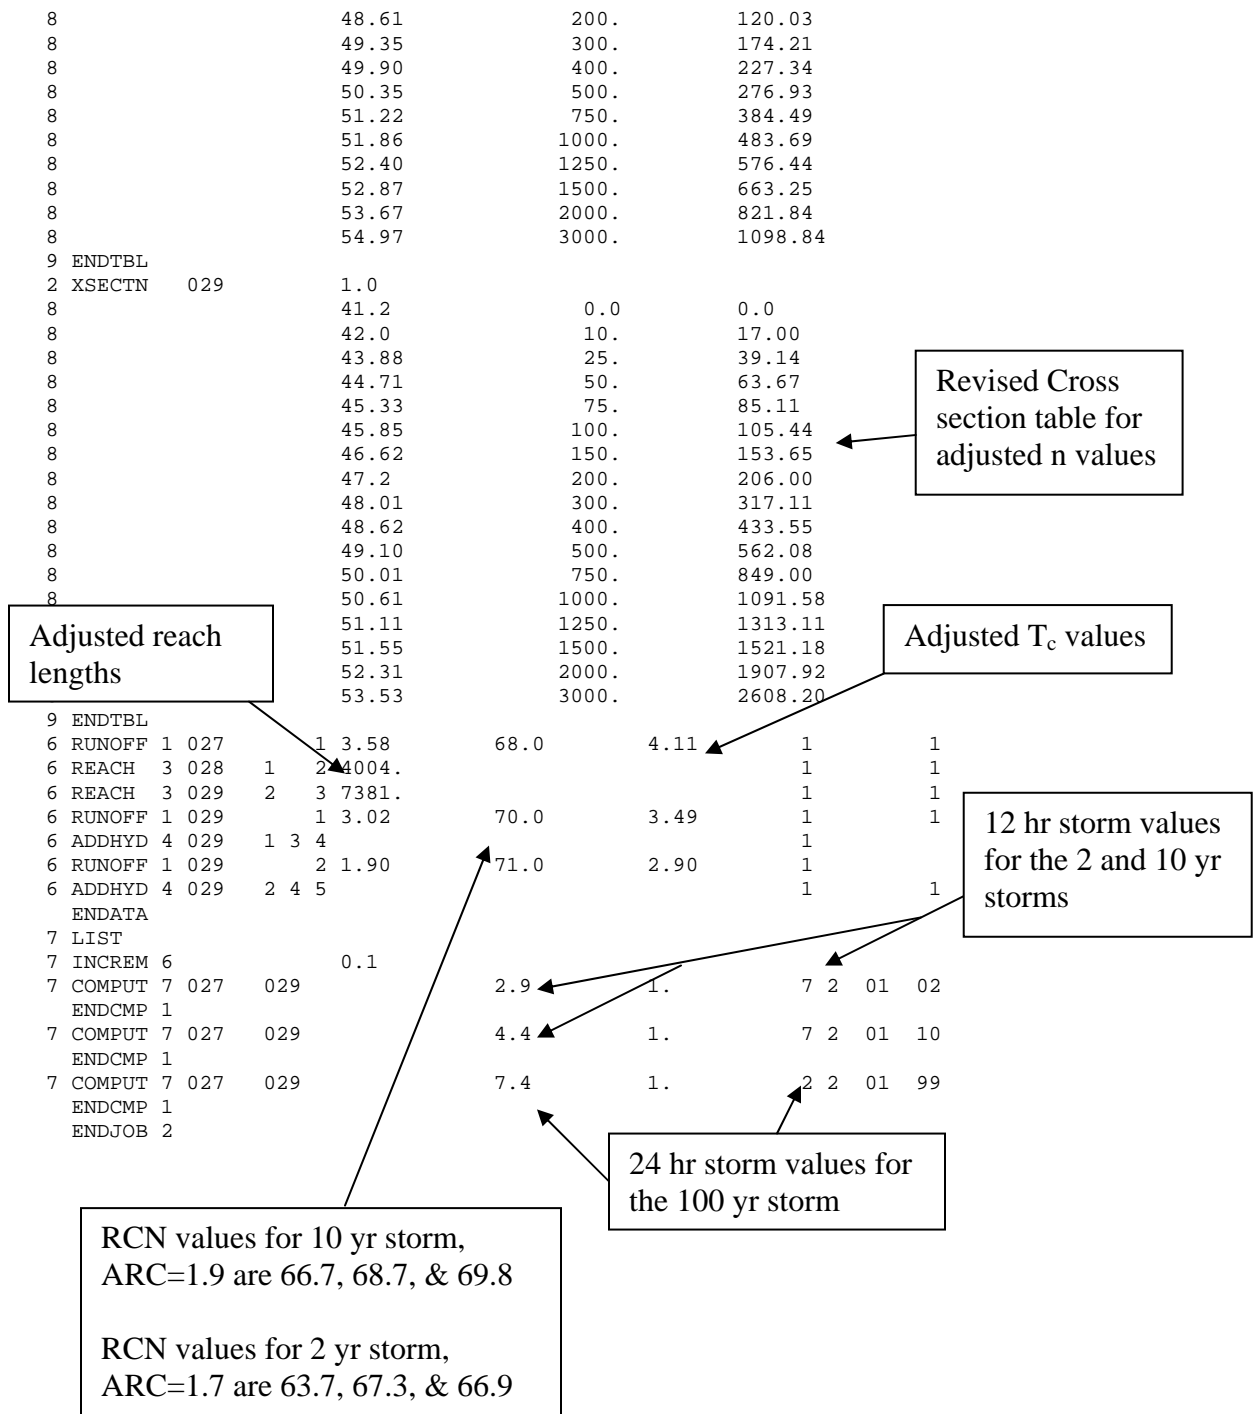 8 48.61 200. 120.03
8 49.35 300. 174.21
8 49.90 400. 227.34
8 50.35 500. 276.93
8 51.22 750. 384.49
8 51.86 1000. 483.69
8 52.40 1250. 576.44
8 52.87 1500. 663.25
8 53.67 2000. 821.84
8 54.97 3000. 1098.84
9 ENDTBL
2 XSECTN 029 1.0
8 41.2 0.0 0.0
8 42.0 10. 17.00
8 43.88 25. 39.14
8 44.71 50. 63.67
8 45.33 75. 85.11
8 45.85 100. 105.44
8 46.62 150. 153.65
8 47.2 200. 206.00
8 48.01 300. 317.11
8 48.62 400. 433.55
8 49.10 500. 562.08
8 50.01 750. 849.00
8 50.61 1000. 1091.58
51.11 1250. 1313.11
51.55 1500. 1521.18
52.31 2000. 1907.92
53.53 3000. 2608.20
9 ENDTBL
6 RUNOFF 1 027 1 3.58 68.0 4.11 1 1
6 REACH 3 028 1 2 4004. 1 1
6 REACH 3 029 2 3 7381. 1 1
6 RUNOFF 1 029 1 3.02 70.0 3.49 1 1
6 ADDHYD 4 029 1 3 4 1
6 RUNOFF 1 029 2 1.90 71.0 2.90 1
6 ADDHYD 4 029 2 4 5 1 1
ENDATA
7 LIST
7 INCREM 6 0.1
7 COMPUT 7 027 029 2.9 1. 7 2 01 02
ENDCMP 1
7 COMPUT 7 027 029 4.4 1. 7 2 01 10
ENDCMP 1
7 COMPUT 7 027 029 7.4 1. 2 2 01 99
ENDCMP 1
ENDJOB 2
Revised Cross
section table for
adjusted n values
Adjusted reach
lengths
Adjusted Tc values
12 hr storm values
for the 2 and 10 yr
storms
24 hr storm values for
the 100 yr storm
RCN values for 10 yr storm,
ARC=1.9 are 66.7, 68.7, & 69.8
RCN values for 2 yr storm,
ARC=1.7 are 63.7, 67.3, & 66.9